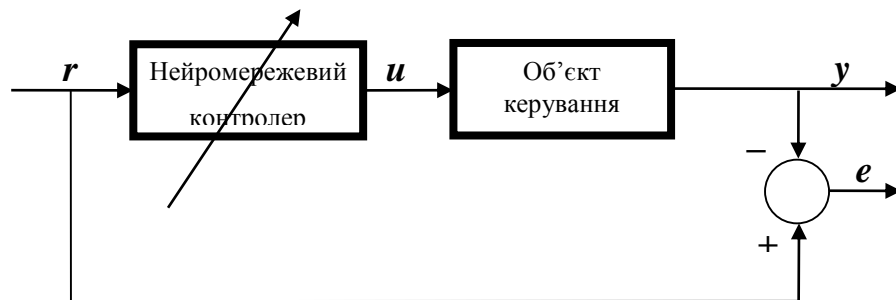 r
Нейромережевий
контролер
u
Об’єкт
керування
y
−
e
+